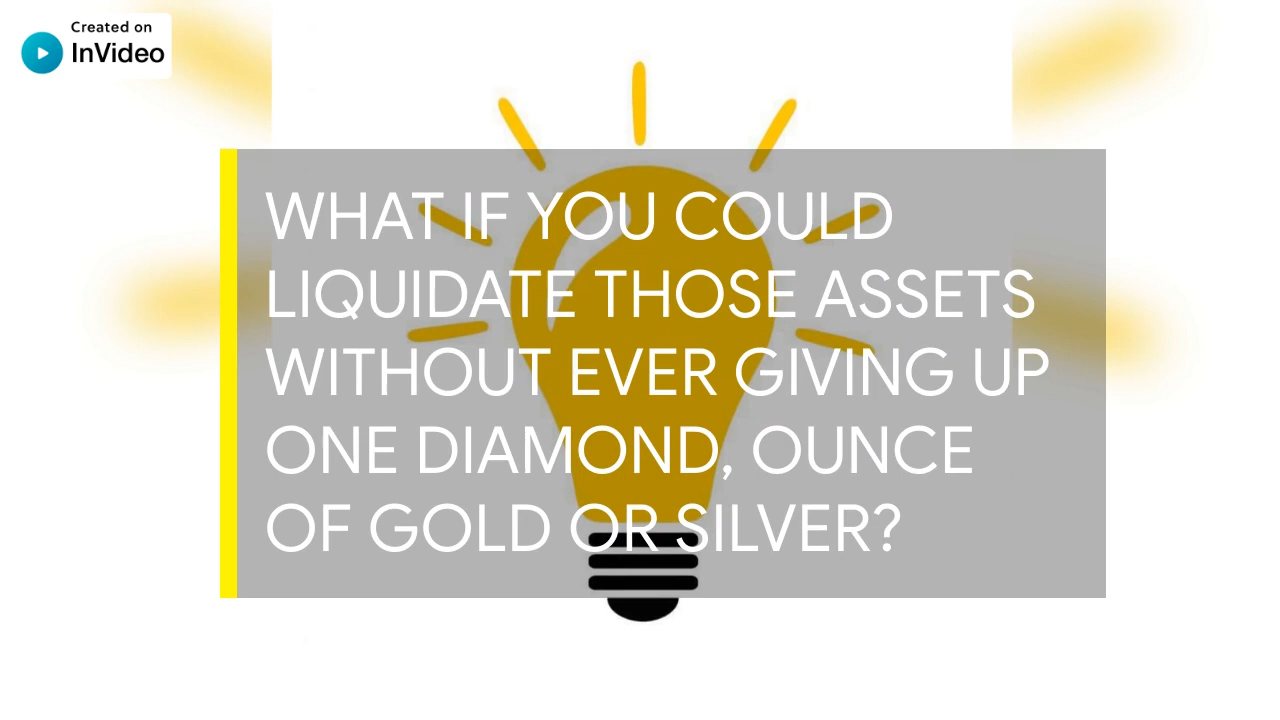 Created on
InVideo
WHAT IF YOU COULD
LIQUIDATE THOSE ASSETS
WITHOUT EVER GIVING UP
ONE DIAMOND, OUNCE
OF GOLD OR SILVER?